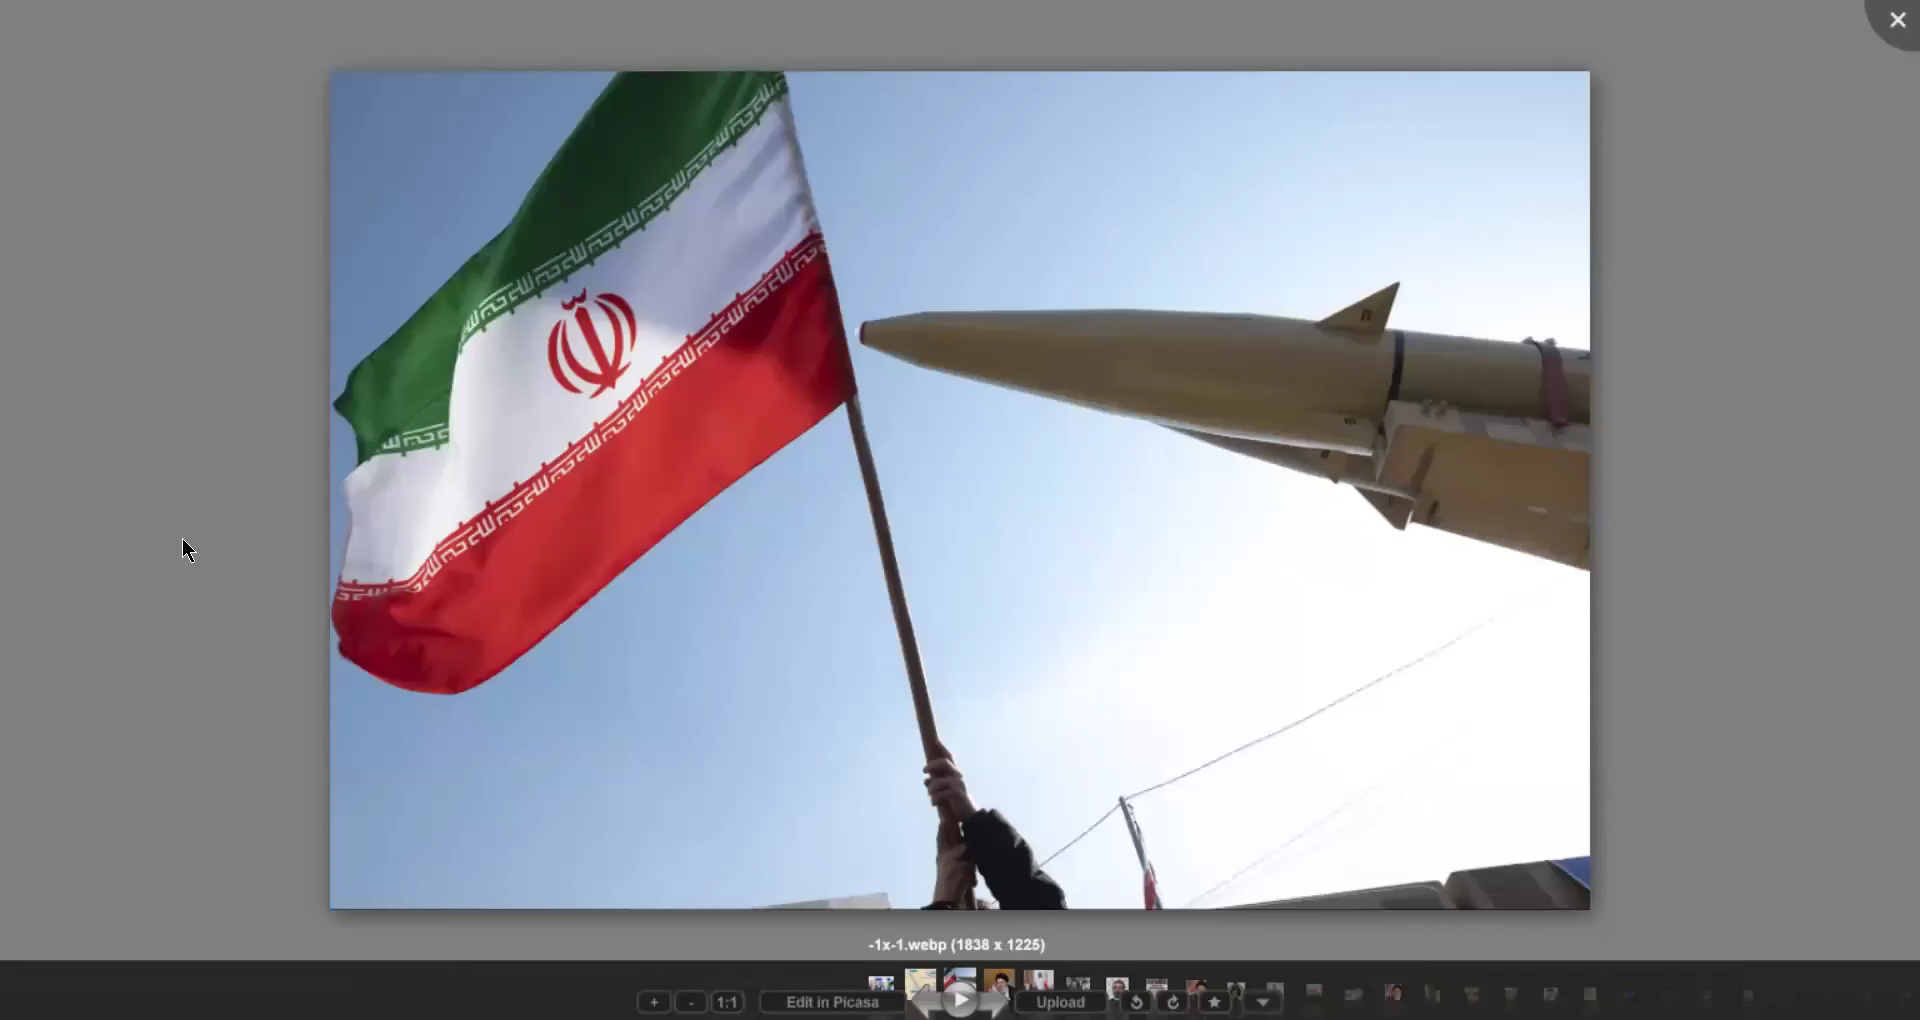 -1x-1.webp (1838 x 1225)
+
-
1:1
Edit in Picasa
Upload